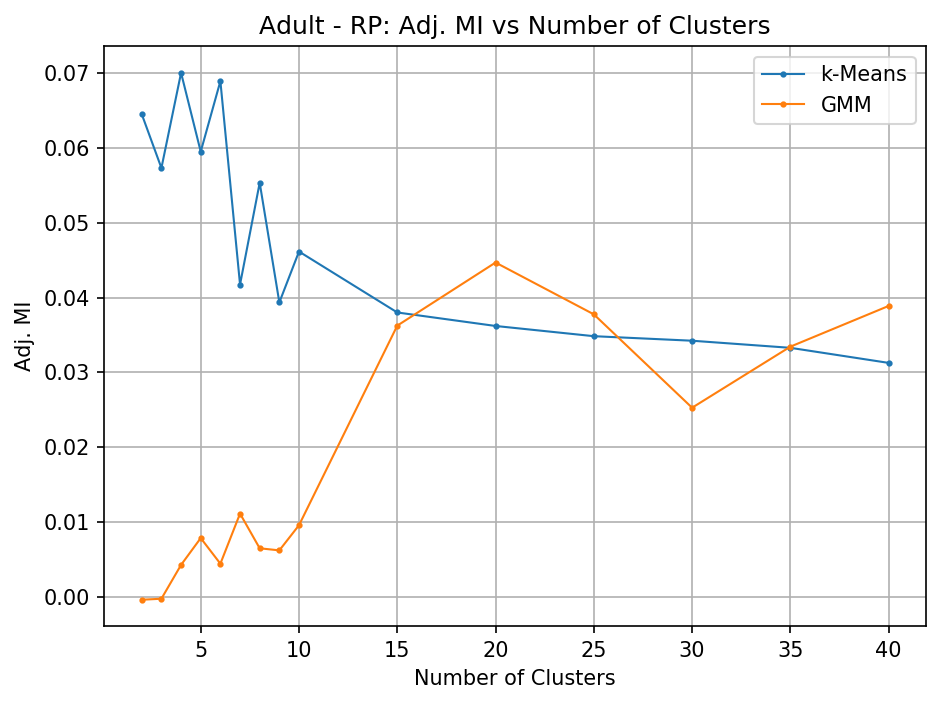 Adult - RP: Adj. MI vs Number of Clusters
k-Means
GMM
Adj. MI
0.07
0.06
0.05
0.04
0.03
0.02
0.01
0.00
5 10 15 20 25 30 35 40
Number of Clusters